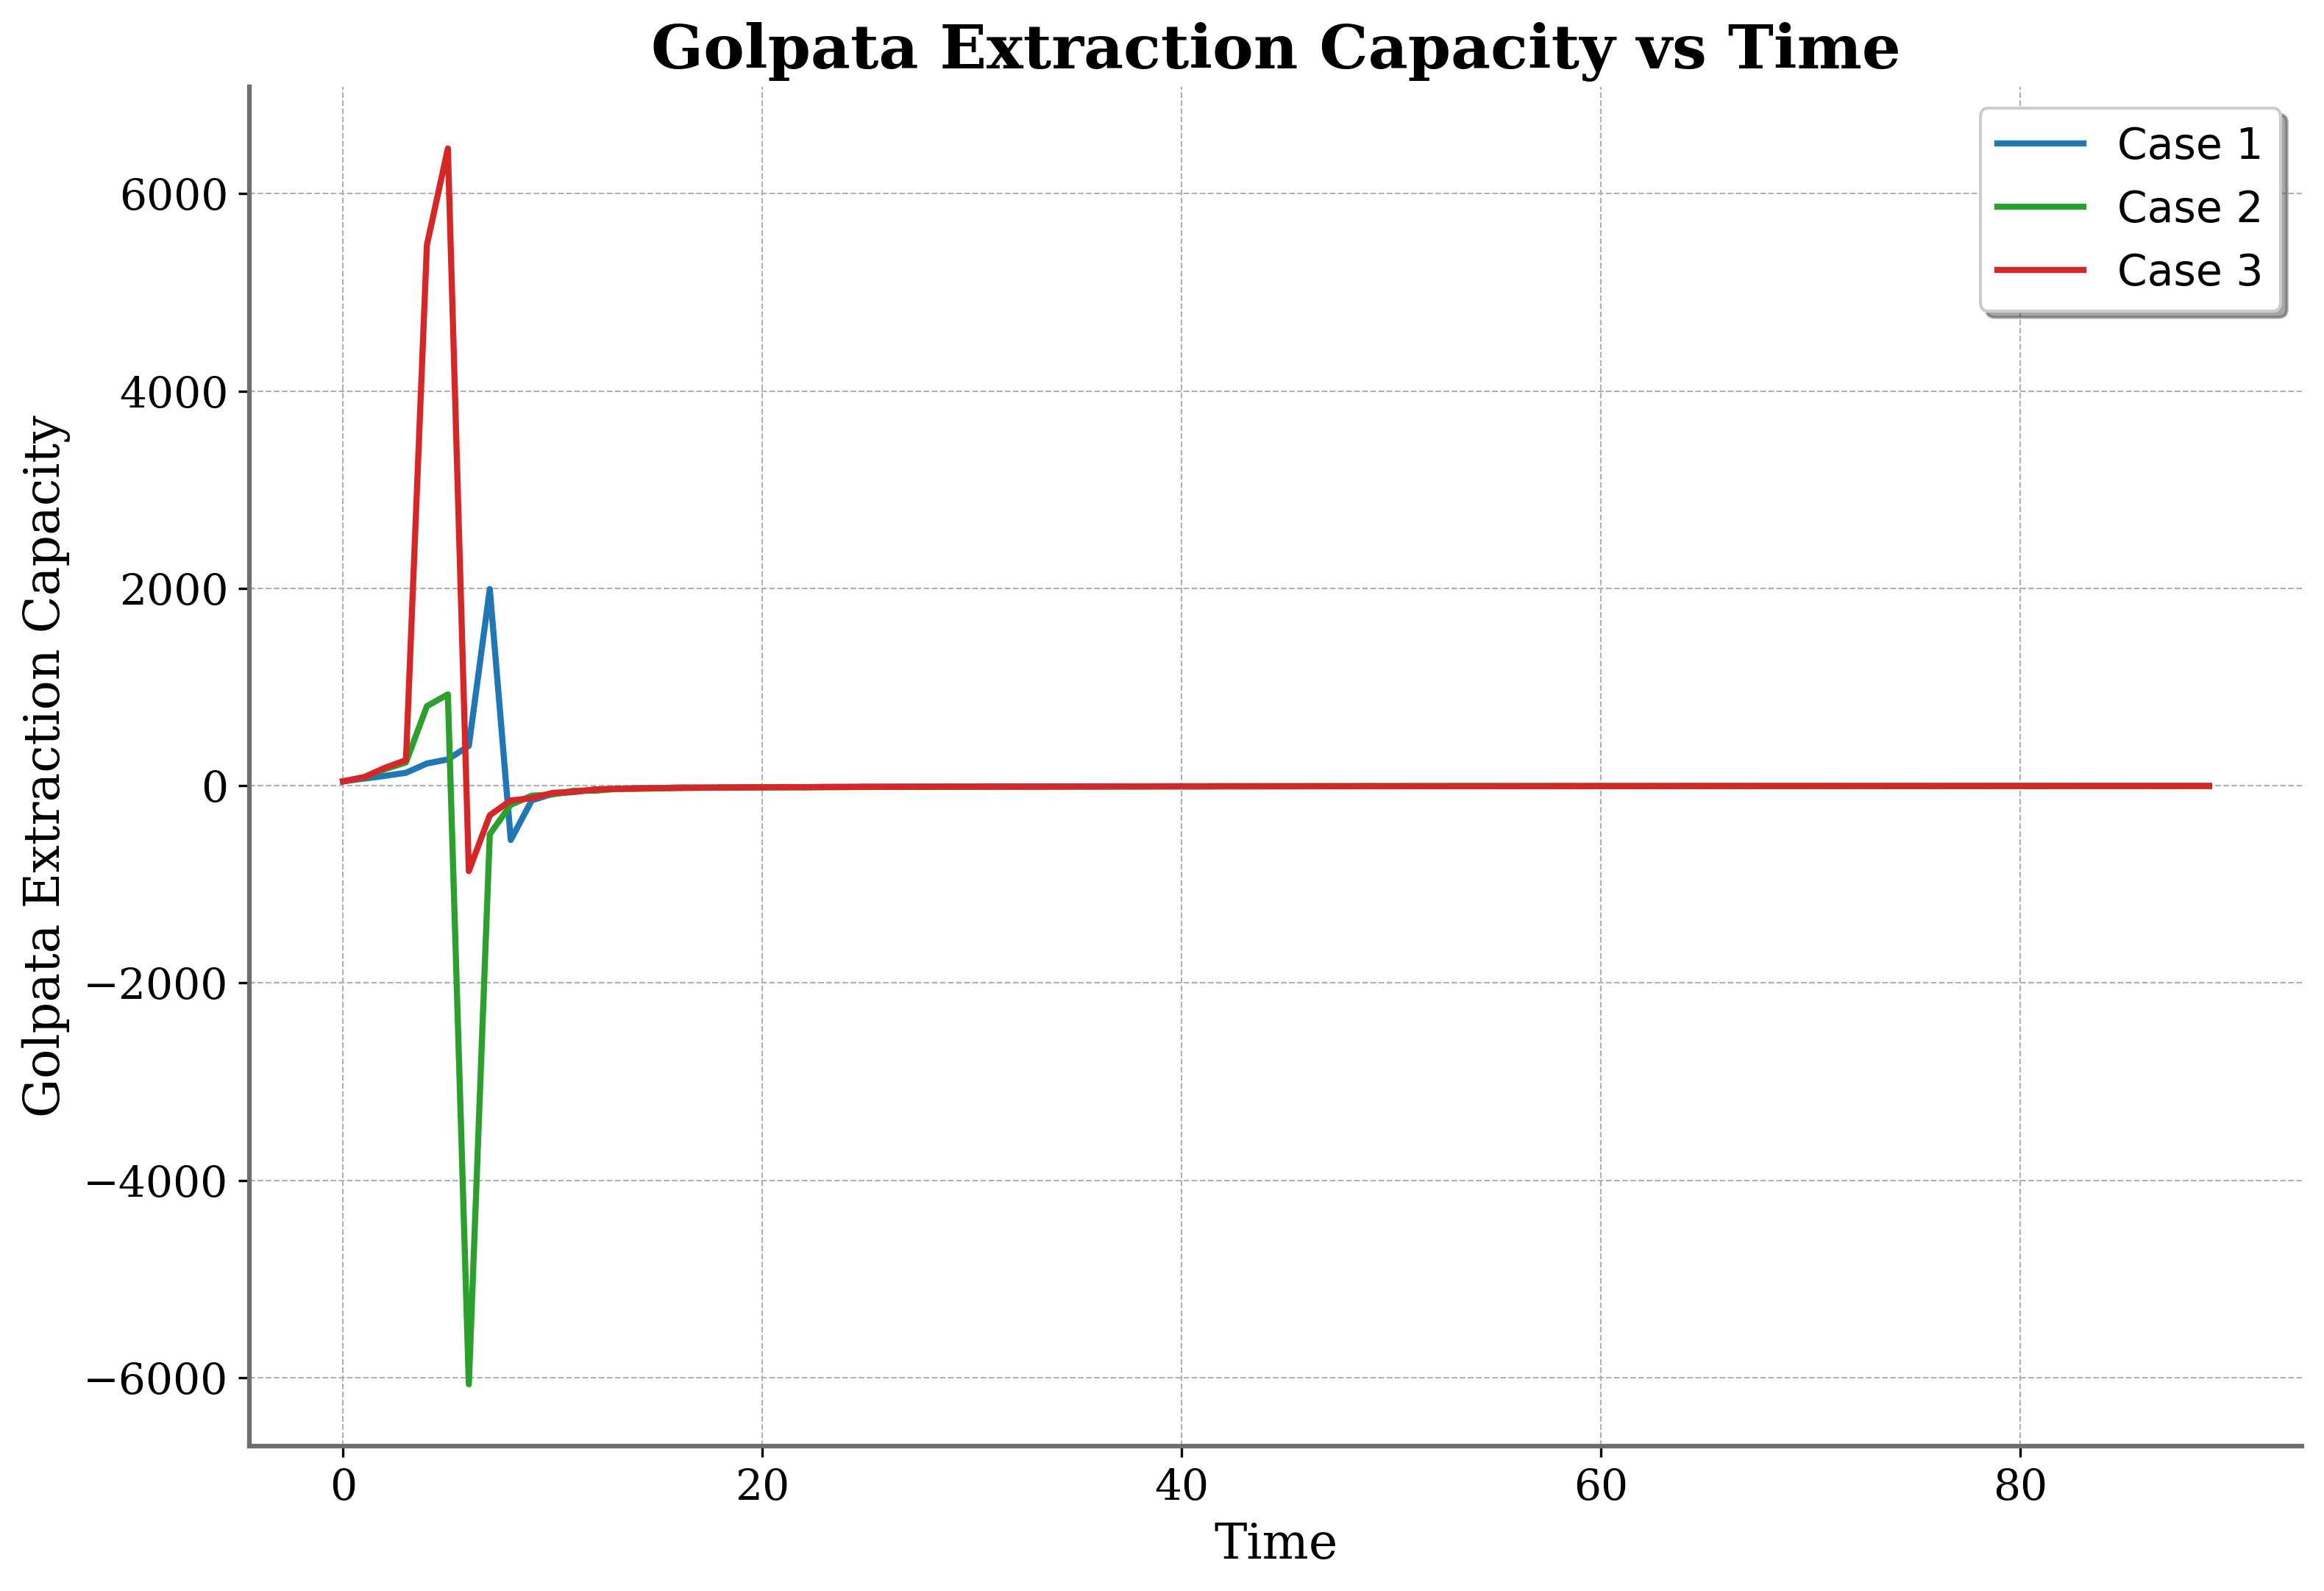 Golpata Extraction Capacity vs Time
Case 1
Case 2
Case 3
Golpata Extraction Capacity
6000
4000
2000
0
−2000
−4000
−6000
0 20 40 60 80
Time